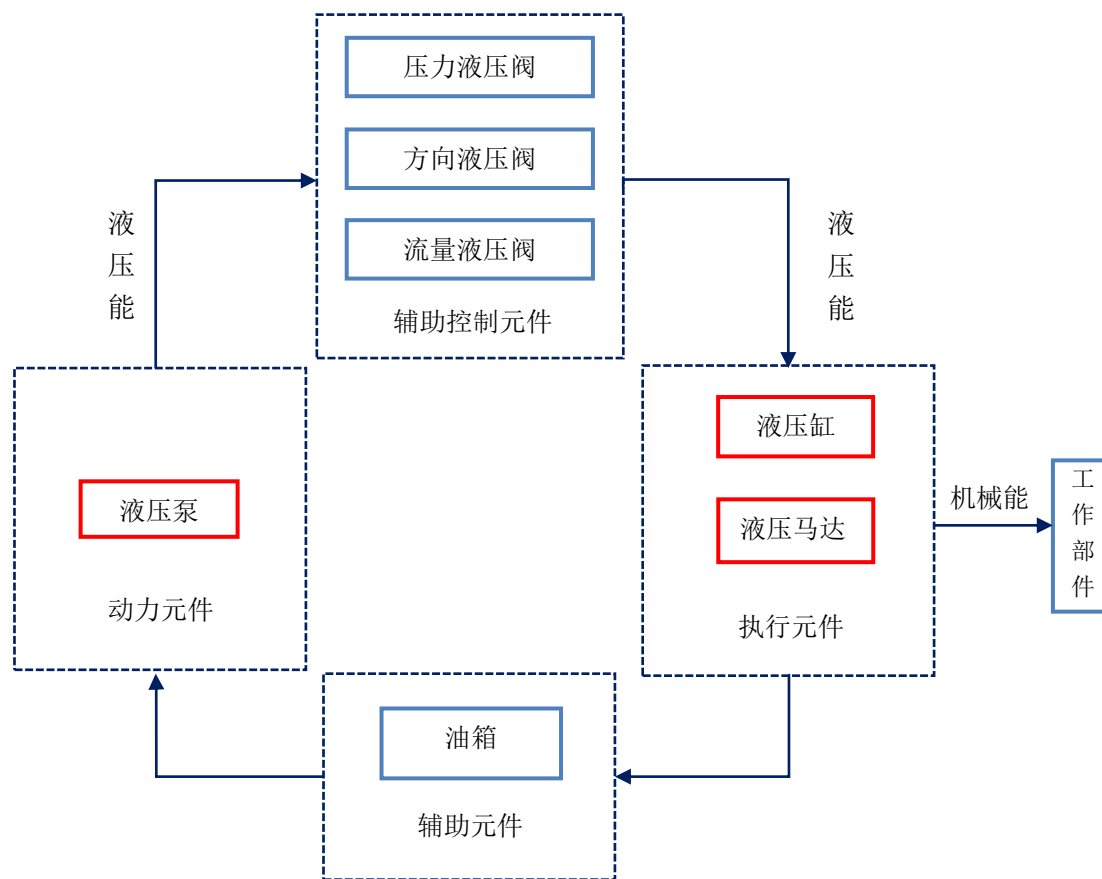 压力液压阀
方向液压阀
流量液压阀
辅助控制元件
液压能
液压能
液压泵
动力元件
液压缸
液压马达
执行元件
机械能
工作部件
油箱
辅助元件